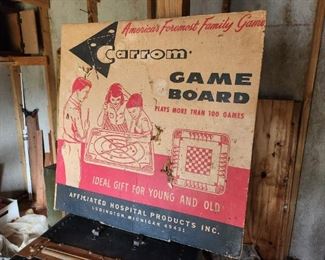 America's Foremost Family Game
Carrom
GAME
BOARD
PLAYS MORE THAN 100 GAMES
IDEAL GIFT FOR YOUNG AND OLD
AFFILIATED HOSPITAL PRODUCTS INC.
LUDINGTON MICHIGAN 49431